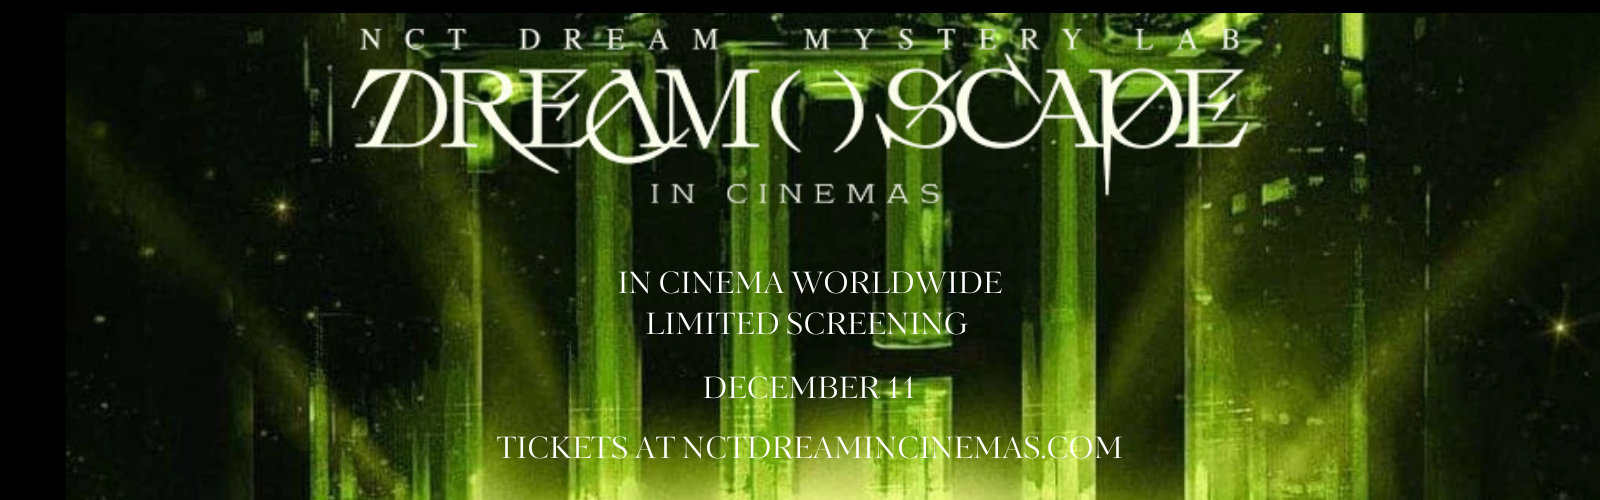 NCT DREAM MYSTERY LAB
DREAM( )SCAPE
IN CINEMAS
IN CINEMA WORLDWIDE
LIMITED SCREENING
DECEMBER 11
TICKETS AT NCTDREAMINCINEMAS.COM